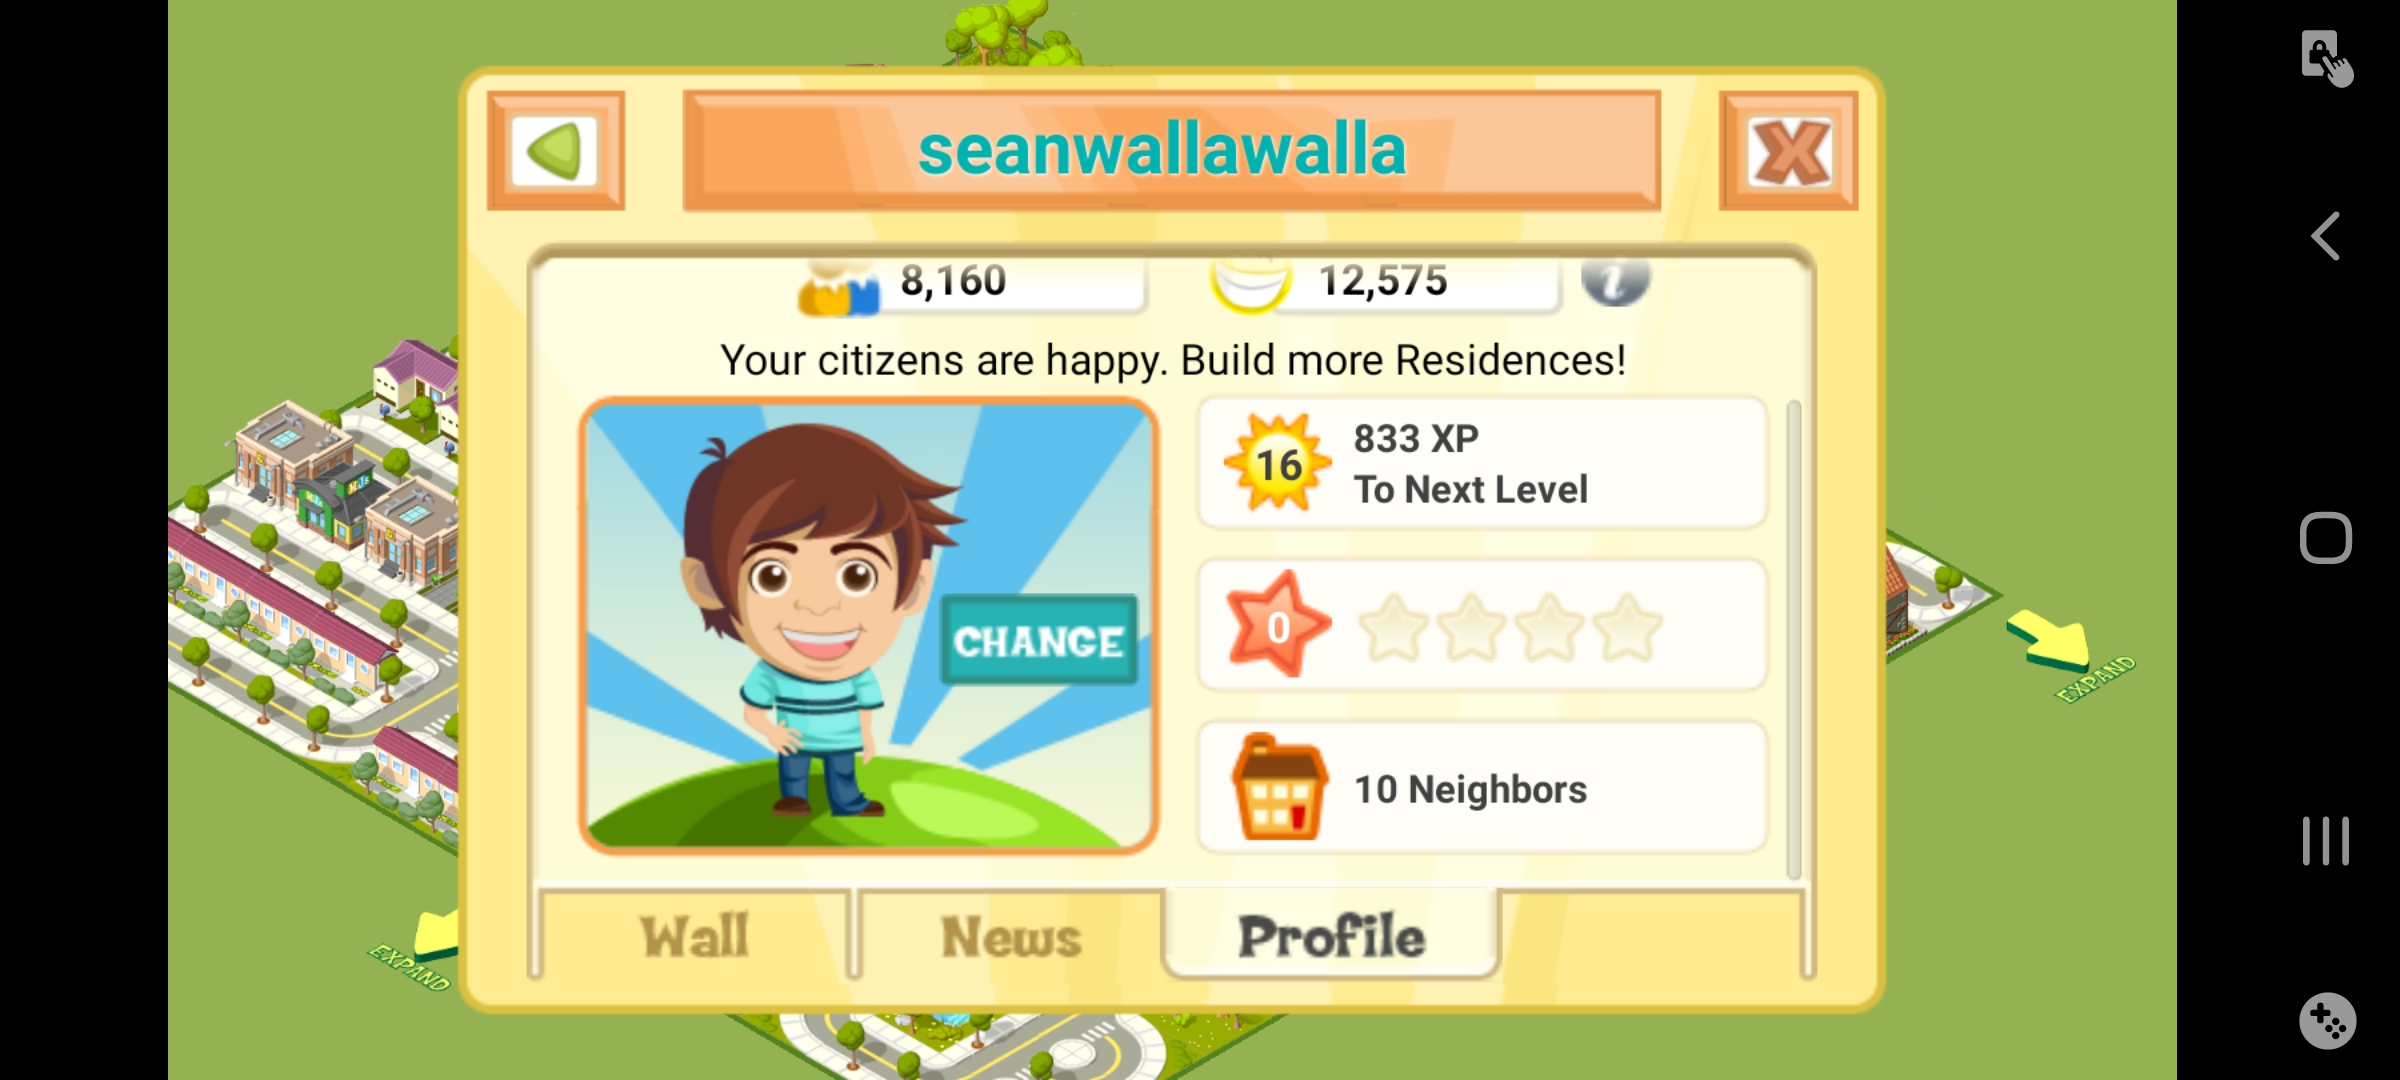 seanwallawalla
8,160
12,575
i
Your citizens are happy. Build more Residences!
16
833 XP
To Next Level
CHANGE
0
10 Neighbors
Wall
News
Profile
EXPAND
EXPAND